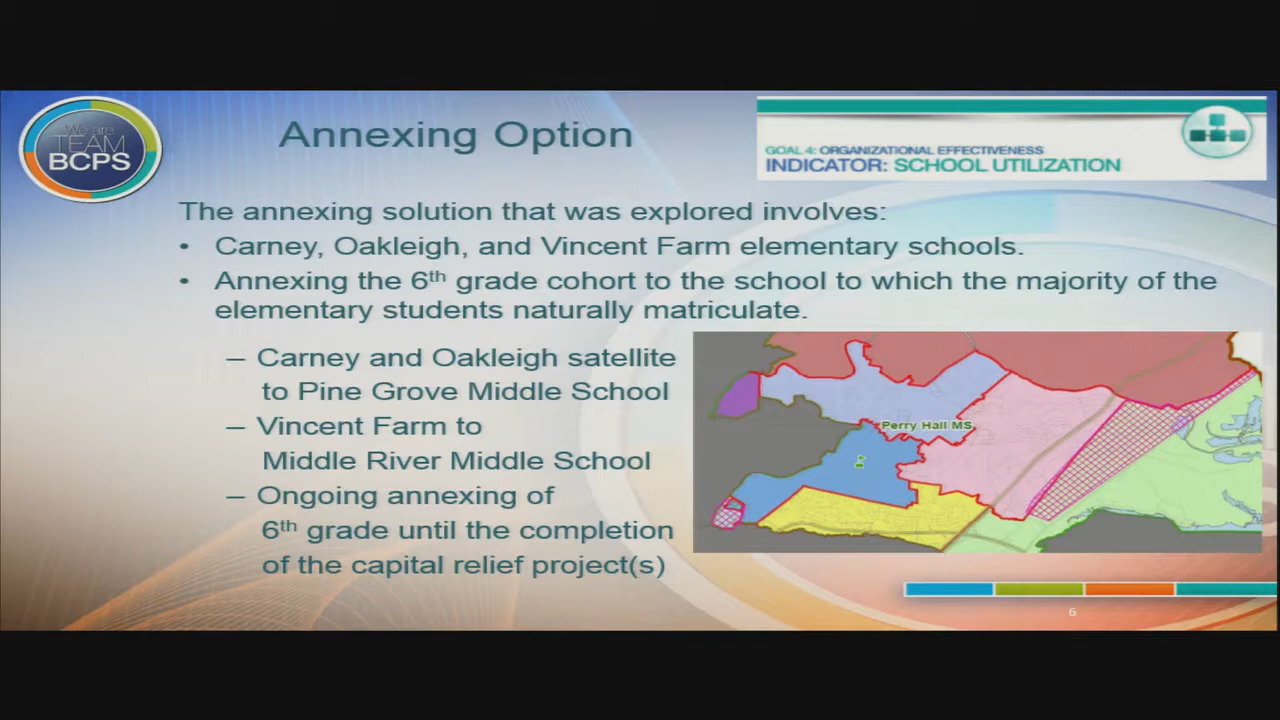 We are
TEAM
BCPS
Annexing Option
GOAL 4: ORGANIZATIONAL EFFECTIVENESS
INDICATOR: SCHOOL UTILIZATION
The annexing solution that was explored involves:
• Carney, Oakleigh, and Vincent Farm elementary schools.
• Annexing the 6th grade cohort to the school to which the majority of the
elementary students naturally matriculate.
– Carney and Oakleigh satellite
to Pine Grove Middle School
– Vincent Farm to
Middle River Middle School
– Ongoing annexing of
6th grade until the completion
of the capital relief project(s)
Perry Hall MS
6